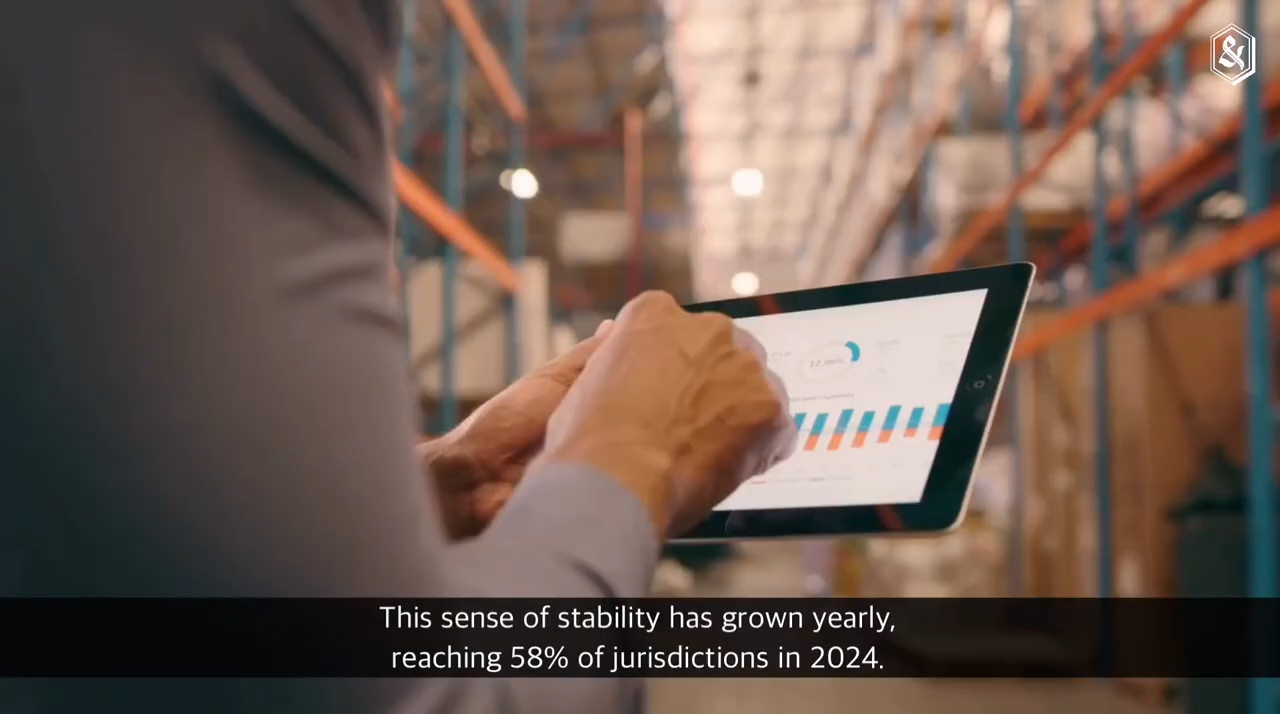 &
This sense of stability has grown yearly,
reaching 58% of jurisdictions in 2024.